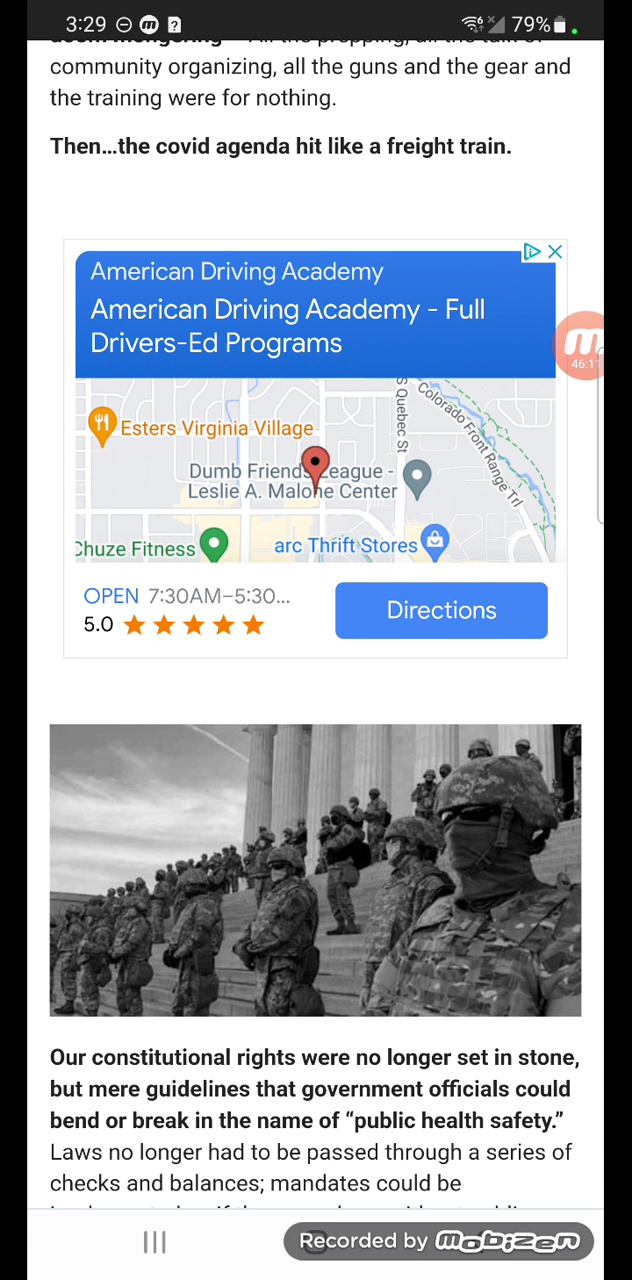 3:29 79%
community organizing, all the guns and the gear and
the training were for nothing.
Then...the covid agenda hit like a freight train.
American Driving Academy
American Driving Academy - Full
Drivers-Ed Programs
S Quebec St
Colorado Front Range Trl
46:1
Esters Virginia Village
Dumb Friends League -
Leslie A. Malone Center
Chuze Fitness
arc Thrift Stores
OPEN 7:30AM–5:30...
5.0
Directions
Our constitutional rights were no longer set in stone,
but mere guidelines that government officials could
bend or break in the name of “public health safety.”
Laws no longer had to be passed through a series of
checks and balances; mandates could be
Recorded by mobizen